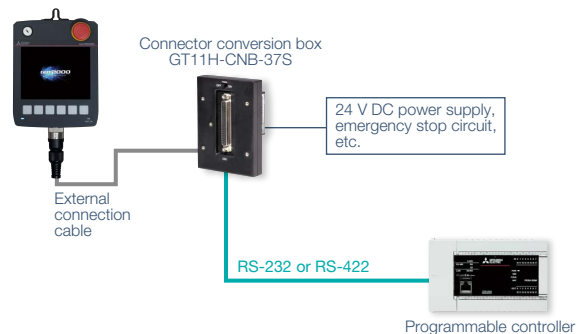 Connector conversion box
GT11H-CNB-37S
GOT2000
24 V DC power supply,
emergency stop circuit,
etc.
External
connection
cable
RS-232 or RS-422
Programmable controller